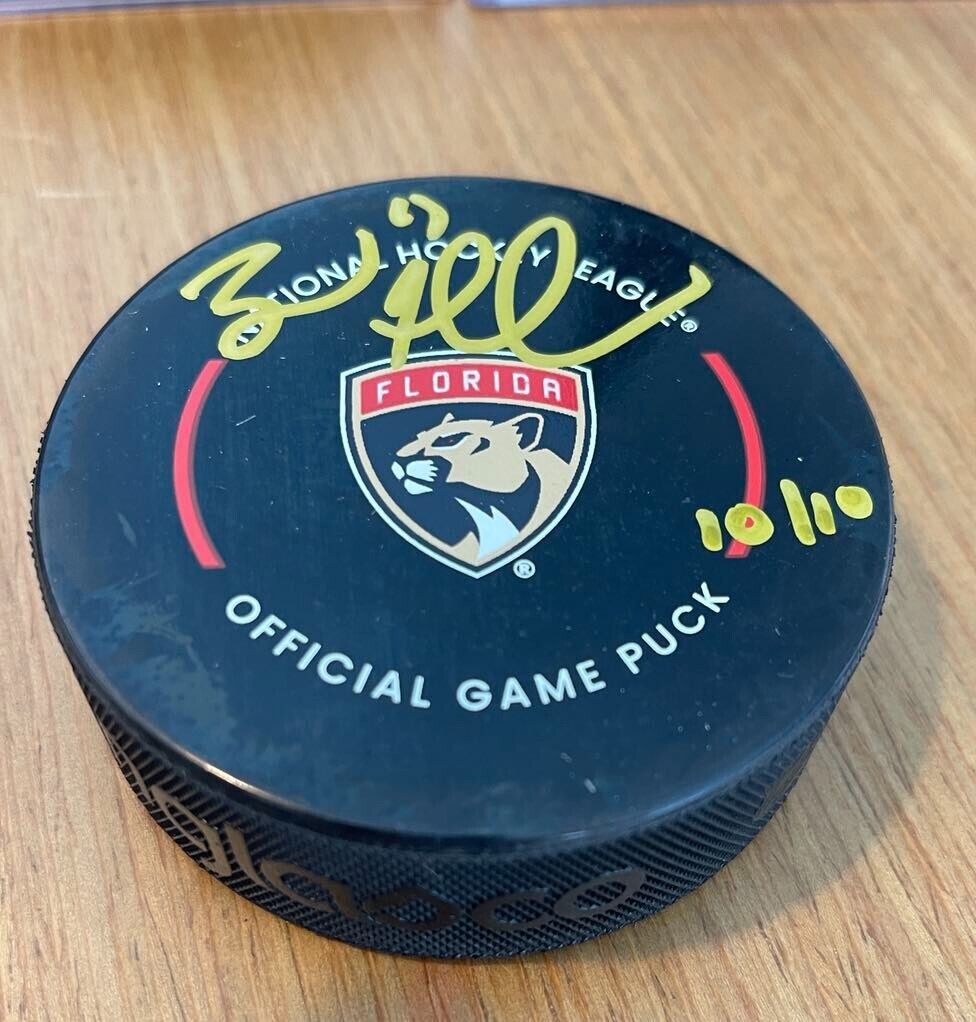 NATIONAL HOCKEY LEAGUE®
FLORIDA
®
10/10
OFFICIAL GAME PUCK